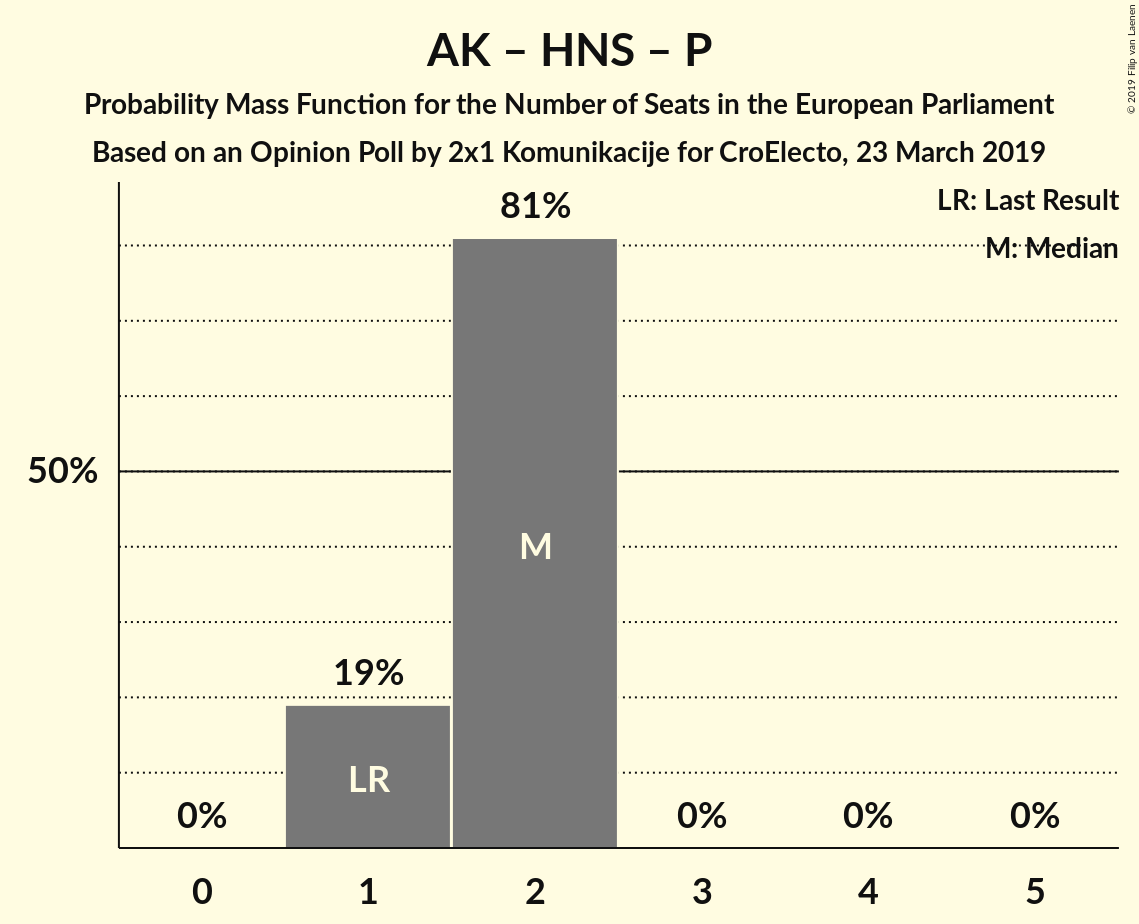 AK – HNS – P
Probability Mass Function for the Number of Seats in the European Parliament
Based on an Opinion Poll by 2x1 Komunikacije for CroElecto, 23 March 2019
© 2019 Filip van Laenen
LR: Last Result
M: Median
81%
50%
M
19%
LR
0%
0%
0%
0%
0 1 2 3 4 5